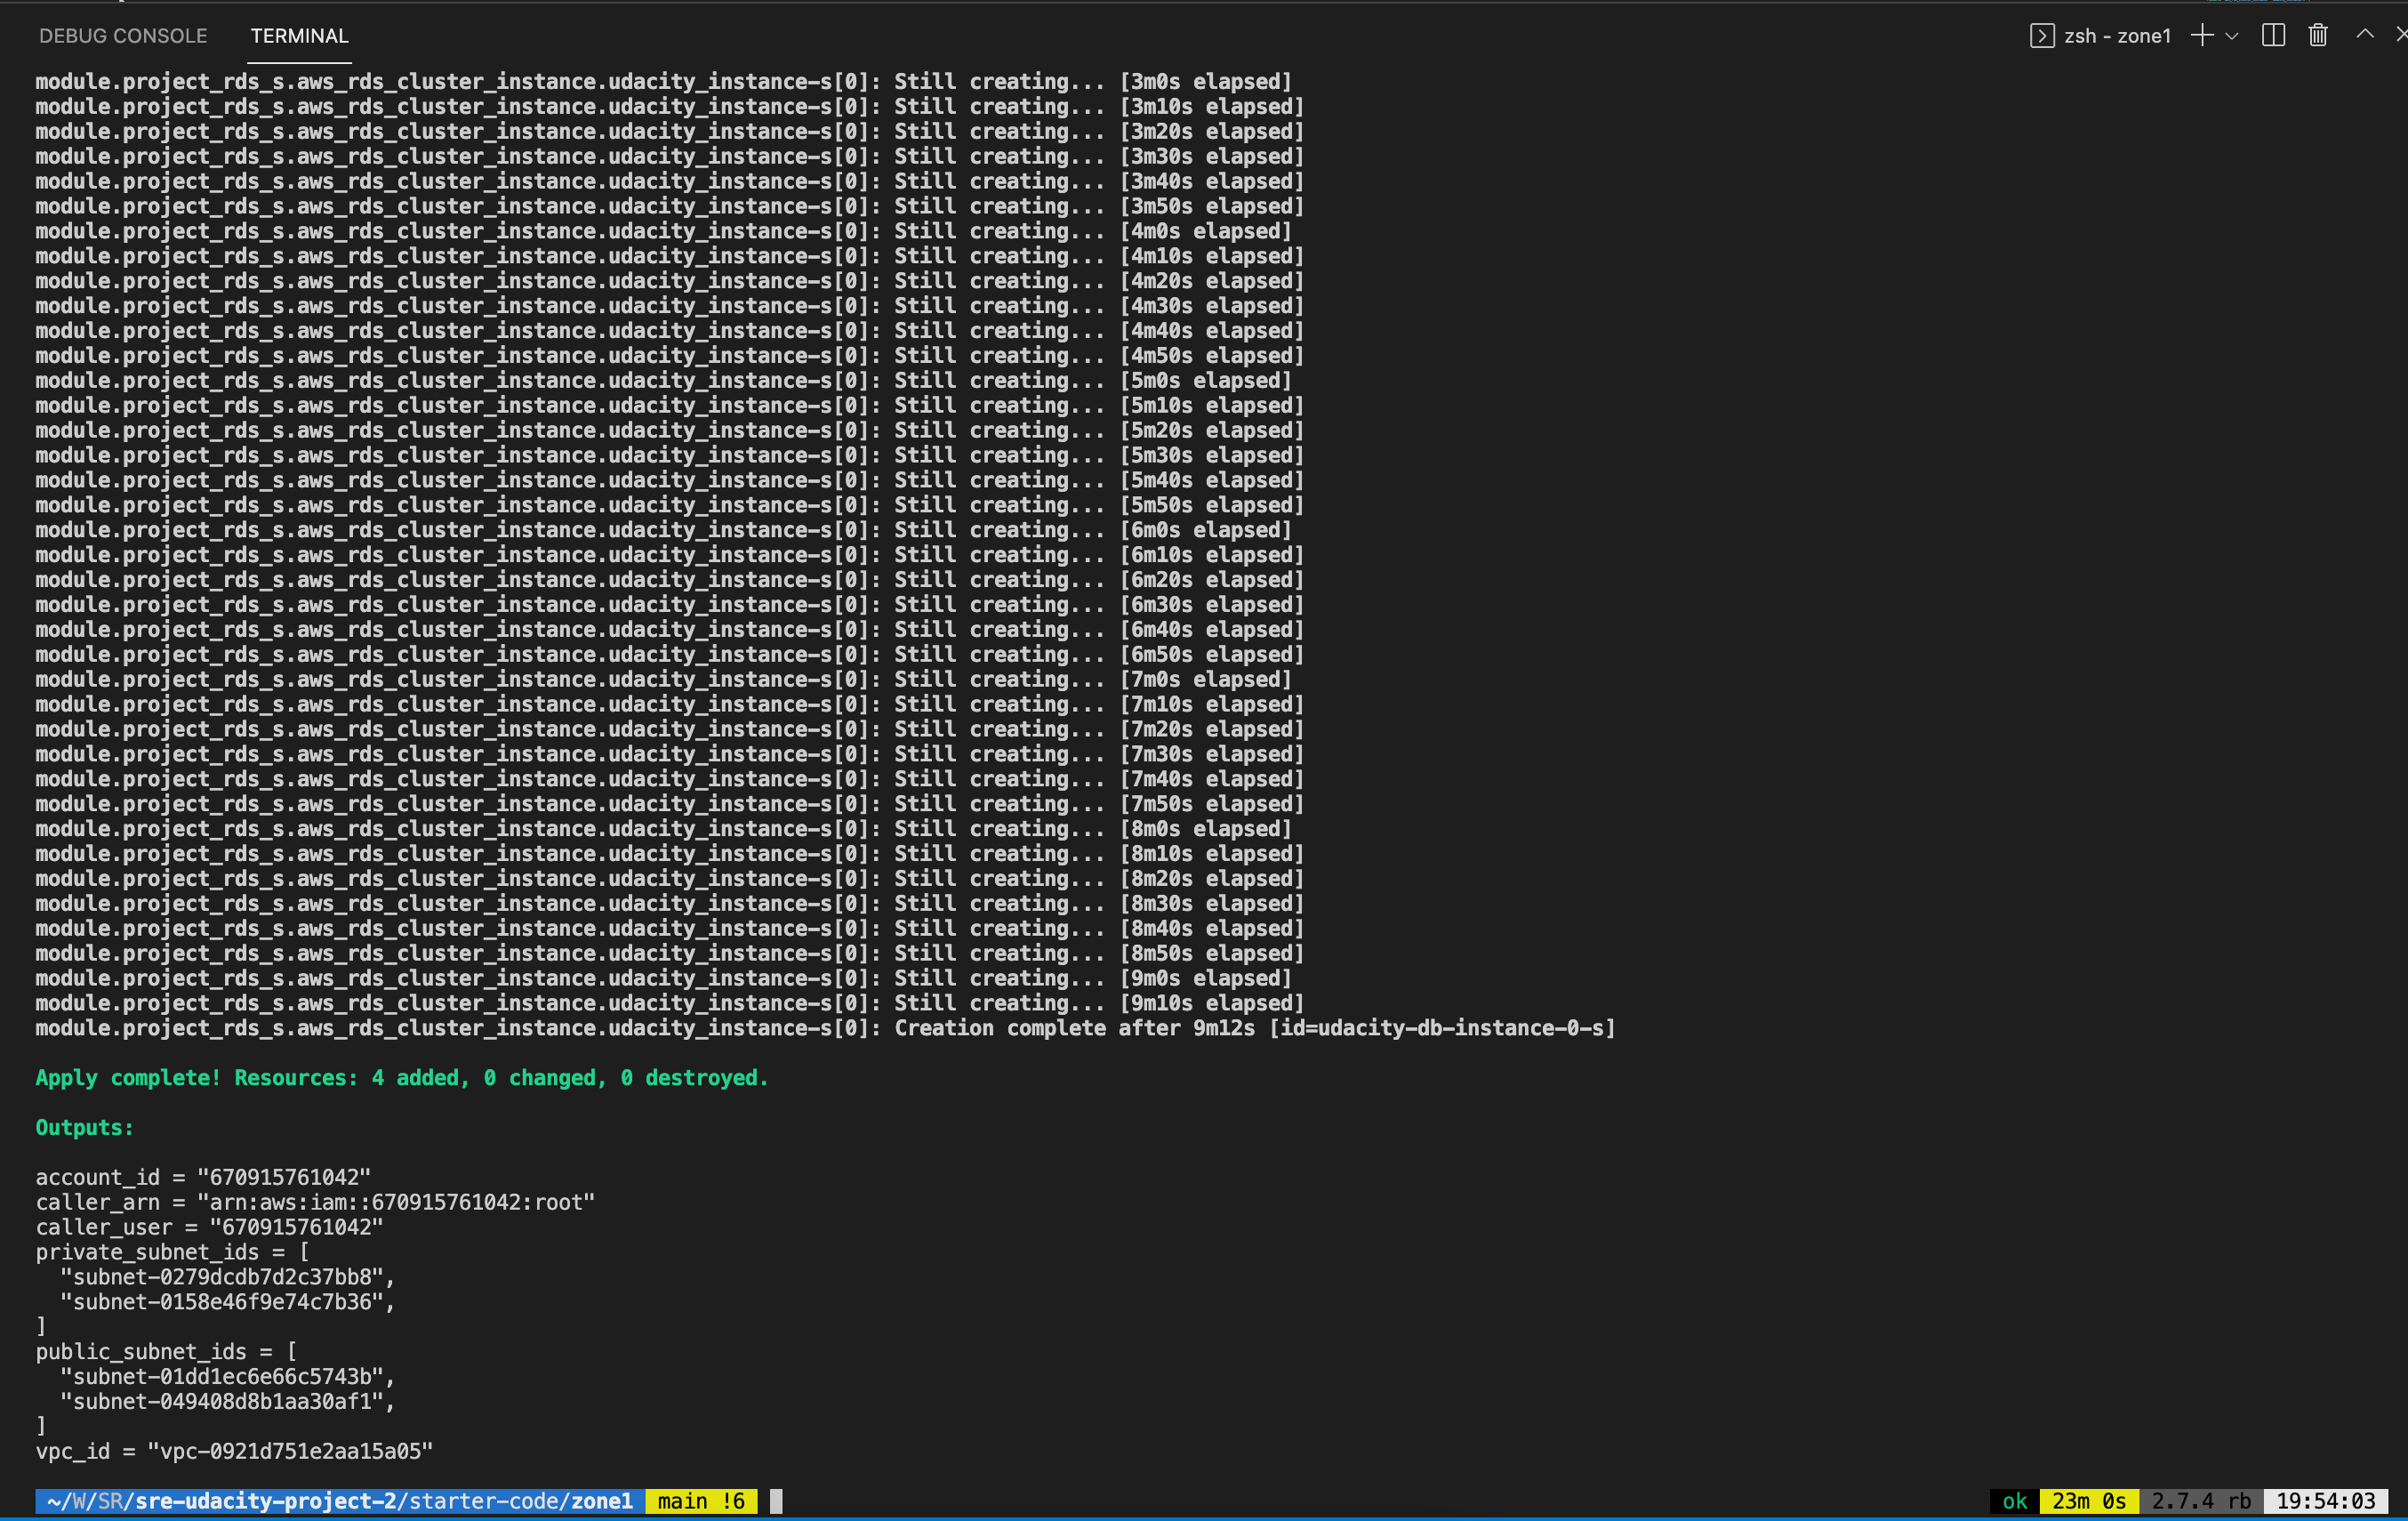 DEBUG CONSOLE TERMINAL zsh - zone1
module.project_rds_s.aws_rds_cluster_instance.udacity_instance-s[0]: Still creating... [3m0s elapsed]
module.project_rds_s.aws_rds_cluster_instance.udacity_instance-s[0]: Still creating... [3m10s elapsed]
module.project_rds_s.aws_rds_cluster_instance.udacity_instance-s[0]: Still creating... [3m20s elapsed]
module.project_rds_s.aws_rds_cluster_instance.udacity_instance-s[0]: Still creating... [3m30s elapsed]
module.project_rds_s.aws_rds_cluster_instance.udacity_instance-s[0]: Still creating... [3m40s elapsed]
module.project_rds_s.aws_rds_cluster_instance.udacity_instance-s[0]: Still creating... [3m50s elapsed]
module.project_rds_s.aws_rds_cluster_instance.udacity_instance-s[0]: Still creating... [4m0s elapsed]
module.project_rds_s.aws_rds_cluster_instance.udacity_instance-s[0]: Still creating... [4m10s elapsed]
module.project_rds_s.aws_rds_cluster_instance.udacity_instance-s[0]: Still creating... [4m20s elapsed]
module.project_rds_s.aws_rds_cluster_instance.udacity_instance-s[0]: Still creating... [4m30s elapsed]
module.project_rds_s.aws_rds_cluster_instance.udacity_instance-s[0]: Still creating... [4m40s elapsed]
module.project_rds_s.aws_rds_cluster_instance.udacity_instance-s[0]: Still creating... [4m50s elapsed]
module.project_rds_s.aws_rds_cluster_instance.udacity_instance-s[0]: Still creating... [5m0s elapsed]
module.project_rds_s.aws_rds_cluster_instance.udacity_instance-s[0]: Still creating... [5m10s elapsed]
module.project_rds_s.aws_rds_cluster_instance.udacity_instance-s[0]: Still creating... [5m20s elapsed]
module.project_rds_s.aws_rds_cluster_instance.udacity_instance-s[0]: Still creating... [5m30s elapsed]
module.project_rds_s.aws_rds_cluster_instance.udacity_instance-s[0]: Still creating... [5m40s elapsed]
module.project_rds_s.aws_rds_cluster_instance.udacity_instance-s[0]: Still creating... [5m50s elapsed]
module.project_rds_s.aws_rds_cluster_instance.udacity_instance-s[0]: Still creating... [6m0s elapsed]
module.project_rds_s.aws_rds_cluster_instance.udacity_instance-s[0]: Still creating... [6m10s elapsed]
module.project_rds_s.aws_rds_cluster_instance.udacity_instance-s[0]: Still creating... [6m20s elapsed]
module.project_rds_s.aws_rds_cluster_instance.udacity_instance-s[0]: Still creating... [6m30s elapsed]
module.project_rds_s.aws_rds_cluster_instance.udacity_instance-s[0]: Still creating... [6m40s elapsed]
module.project_rds_s.aws_rds_cluster_instance.udacity_instance-s[0]: Still creating... [6m50s elapsed]
module.project_rds_s.aws_rds_cluster_instance.udacity_instance-s[0]: Still creating... [7m0s elapsed]
module.project_rds_s.aws_rds_cluster_instance.udacity_instance-s[0]: Still creating... [7m10s elapsed]
module.project_rds_s.aws_rds_cluster_instance.udacity_instance-s[0]: Still creating... [7m20s elapsed]
module.project_rds_s.aws_rds_cluster_instance.udacity_instance-s[0]: Still creating... [7m30s elapsed]
module.project_rds_s.aws_rds_cluster_instance.udacity_instance-s[0]: Still creating... [7m40s elapsed]
module.project_rds_s.aws_rds_cluster_instance.udacity_instance-s[0]: Still creating... [7m50s elapsed]
module.project_rds_s.aws_rds_cluster_instance.udacity_instance-s[0]: Still creating... [8m0s elapsed]
module.project_rds_s.aws_rds_cluster_instance.udacity_instance-s[0]: Still creating... [8m10s elapsed]
module.project_rds_s.aws_rds_cluster_instance.udacity_instance-s[0]: Still creating... [8m20s elapsed]
module.project_rds_s.aws_rds_cluster_instance.udacity_instance-s[0]: Still creating... [8m30s elapsed]
module.project_rds_s.aws_rds_cluster_instance.udacity_instance-s[0]: Still creating... [8m40s elapsed]
module.project_rds_s.aws_rds_cluster_instance.udacity_instance-s[0]: Still creating... [8m50s elapsed]
module.project_rds_s.aws_rds_cluster_instance.udacity_instance-s[0]: Still creating... [9m0s elapsed]
module.project_rds_s.aws_rds_cluster_instance.udacity_instance-s[0]: Still creating... [9m10s elapsed]
module.project_rds_s.aws_rds_cluster_instance.udacity_instance-s[0]: Creation complete after 9m12s [id=udacity-db-instance-0-s]
Apply complete! Resources: 4 added, 0 changed, 0 destroyed.
Outputs:
account_id = "670915761042"
caller_arn = "arn:aws:iam::670915761042:root"
caller_user = "670915761042"
private_subnet_ids = [
"subnet-0279dcdb7d2c37bb8",
"subnet-0158e46f9e74c7b36",
]
public_subnet_ids = [
"subnet-01dd1ec6e66c5743b",
"subnet-049408d8b1aa30af1",
]
vpc_id = "vpc-0921d751e2aa15a05"
~/W/SR/sre-udacity-project-2/starter-code/zone1 main !6 ok 23m 0s 2.7.4 rb 19:54:03